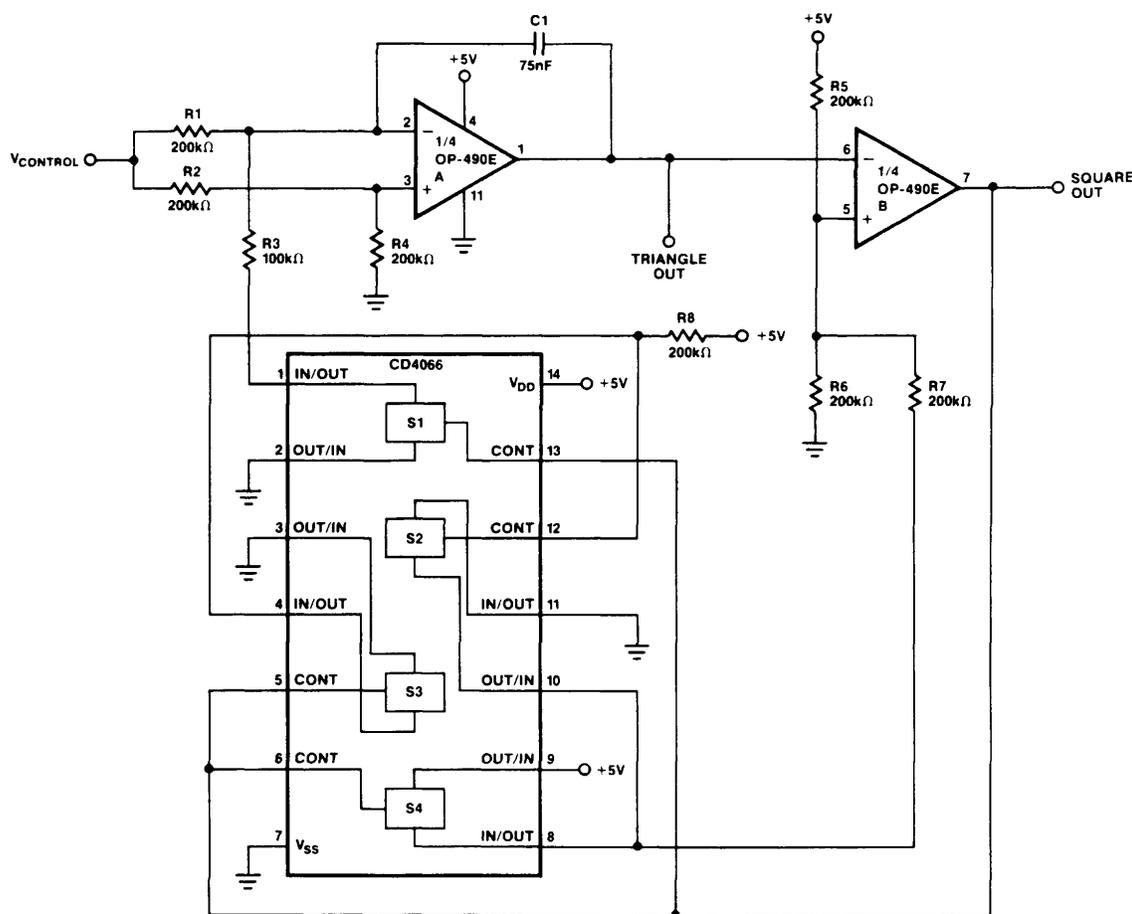 C1
75nF
+5V
+5V
R5
200kΩ
R1
200kΩ
VCONTROL
R2
200kΩ
2
−
4
1/4
OP-490E
A
1
3
+
11
6
−
1/4
OP-490E
B
7
5
+
SQUARE
OUT
R3
100kΩ
R4
200kΩ
TRIANGLE
OUT
R8
200kΩ
+5V
R6
200kΩ
R7
200kΩ
CD4066
1
IN/OUT
VDD
14
+5V
S1
2
OUT/IN
CONT
13
3
OUT/IN
S2
CONT
12
4
IN/OUT
IN/OUT
11
5
CONT
S3
OUT/IN
10
6
CONT
OUT/IN
9
+5V
S4
7
VSS
IN/OUT
8